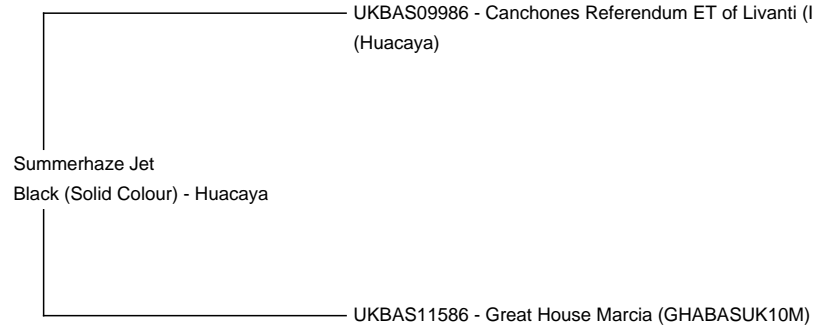 UKBAS09986 - Canchones Referendum ET of Livanti (I
(Huacaya)
Summerhaze Jet
Black (Solid Colour) - Huacaya
UKBAS11586 - Great House Marcia (GHABASUK10M)